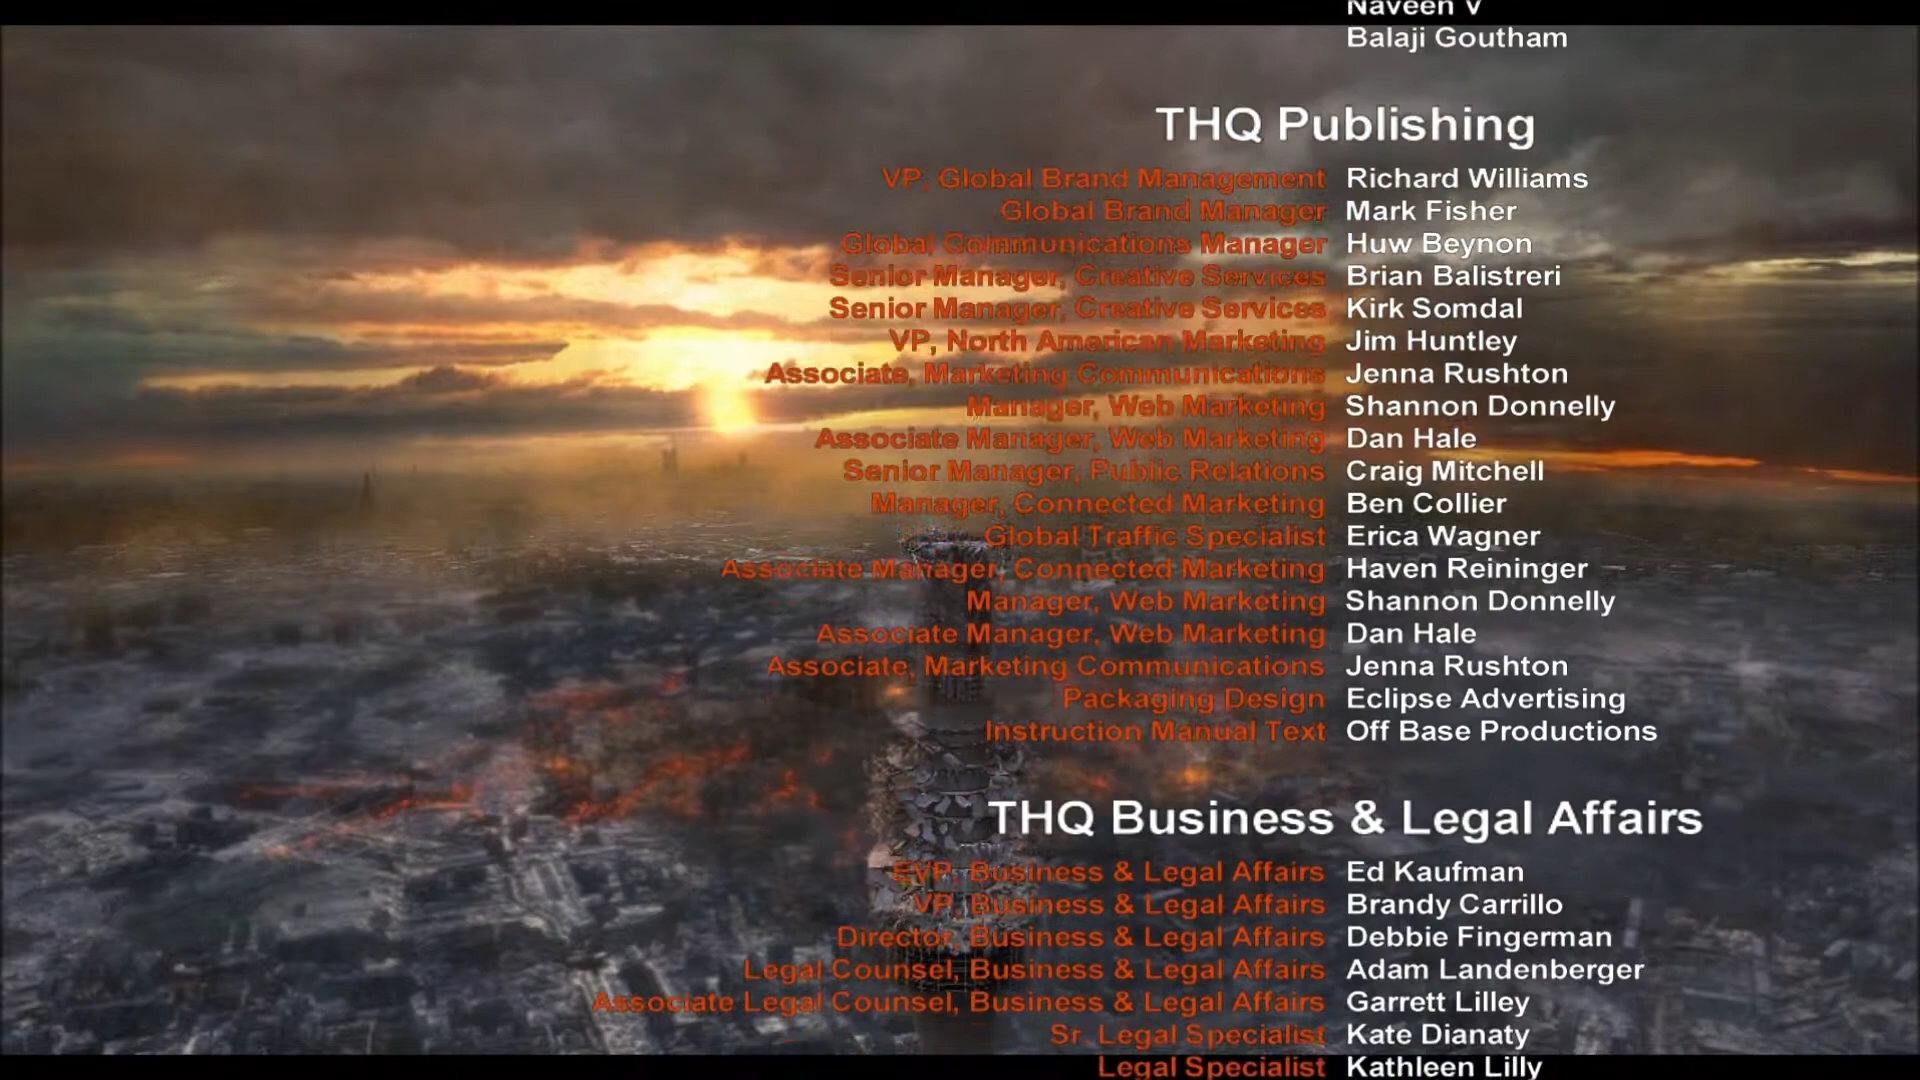 Naveen V
Balaji Goutham
THQ Publishing
VP, Global Brand Management Richard Williams
Global Brand Manager Mark Fisher
Global Communications Manager Huw Beynon
Senior Manager, Creative Services Brian Balistreri
Senior Manager, Creative Services Kirk Somdal
VP, North American Marketing Jim Huntley
Associate, Marketing Communications Jenna Rushton
Manager, Web Marketing Shannon Donnelly
Associate Manager, Web Marketing Dan Hale
Senior Manager, Public Relations Craig Mitchell
Manager, Connected Marketing Ben Collier
Global Traffic Specialist Erica Wagner
Associate Manager, Connected Marketing Haven Reininger
Manager, Web Marketing Shannon Donnelly
Associate Manager, Web Marketing Dan Hale
Associate, Marketing Communications Jenna Rushton
Packaging Design Eclipse Advertising
Instruction Manual Text Off Base Productions
THQ Business & Legal Affairs
EVP, Business & Legal Affairs Ed Kaufman
VP, Business & Legal Affairs Brandy Carrillo
Director, Business & Legal Affairs Debbie Fingerman
Legal Counsel, Business & Legal Affairs Adam Landenberger
Associate Legal Counsel, Business & Legal Affairs Garrett Lilley
Sr. Legal Specialist Kate Dianaty
Legal Specialist Kathleen Lilly